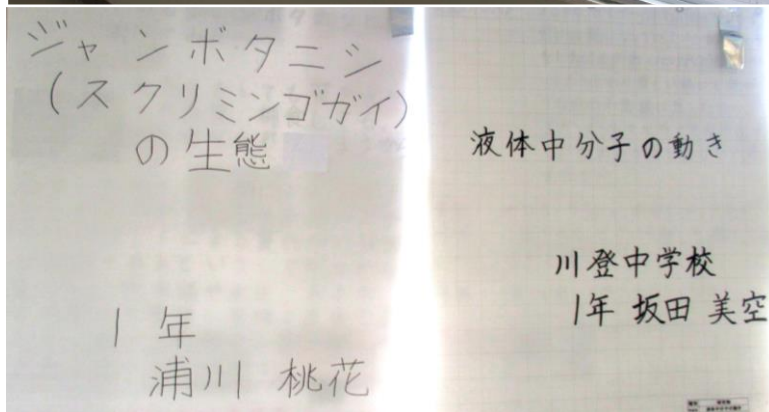 ジャンボタニシ
(スクリミンゴガイ)
の生態
1年
浦川 桃花
液体中分子の動き
川登中学校
1年 坂田 美空